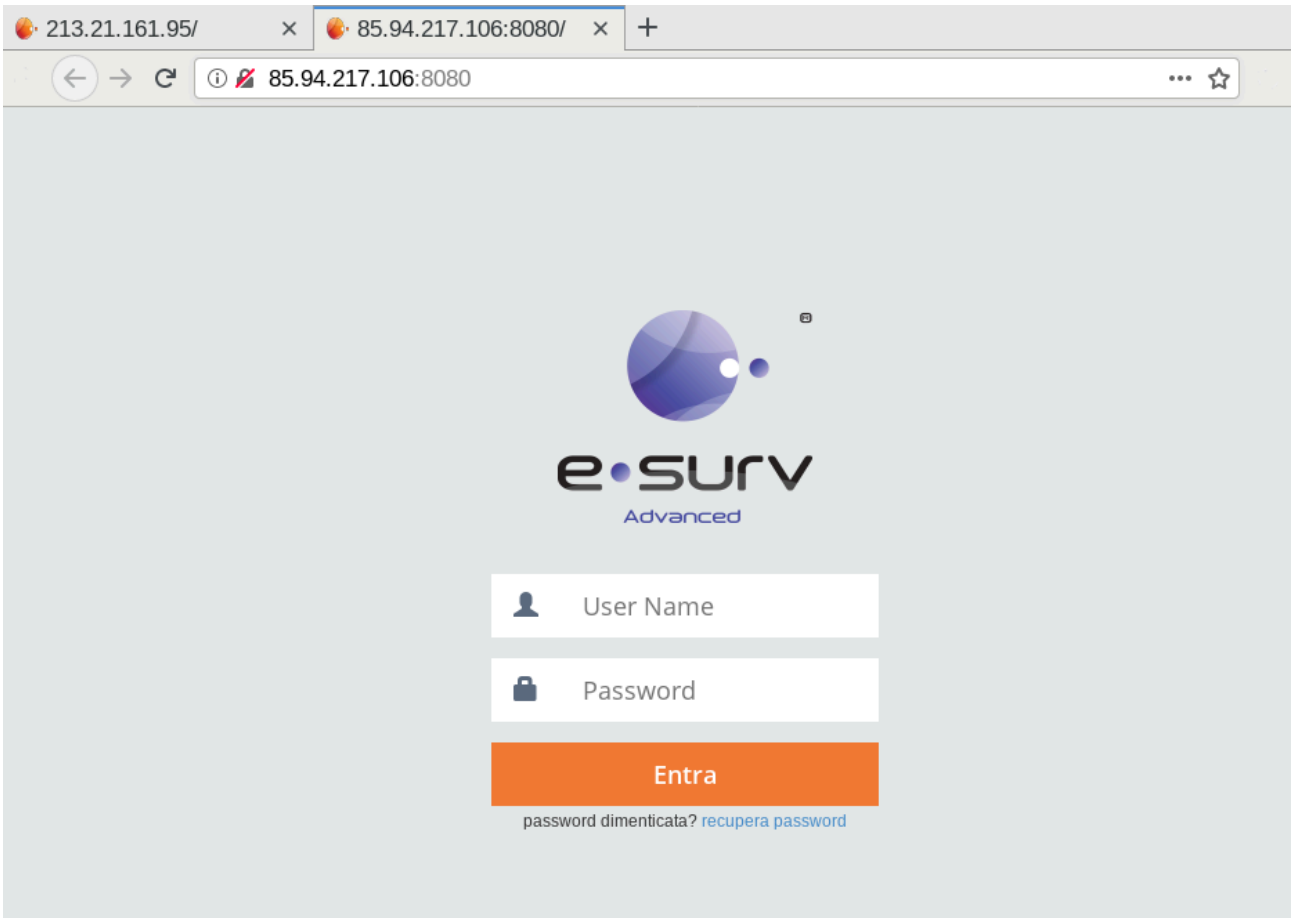 213.21.161.95/
85.94.217.106:8080/
85.94.217.106:8080
e·surv
Advanced
User Name
Password
Entra
password dimenticata? recupera password